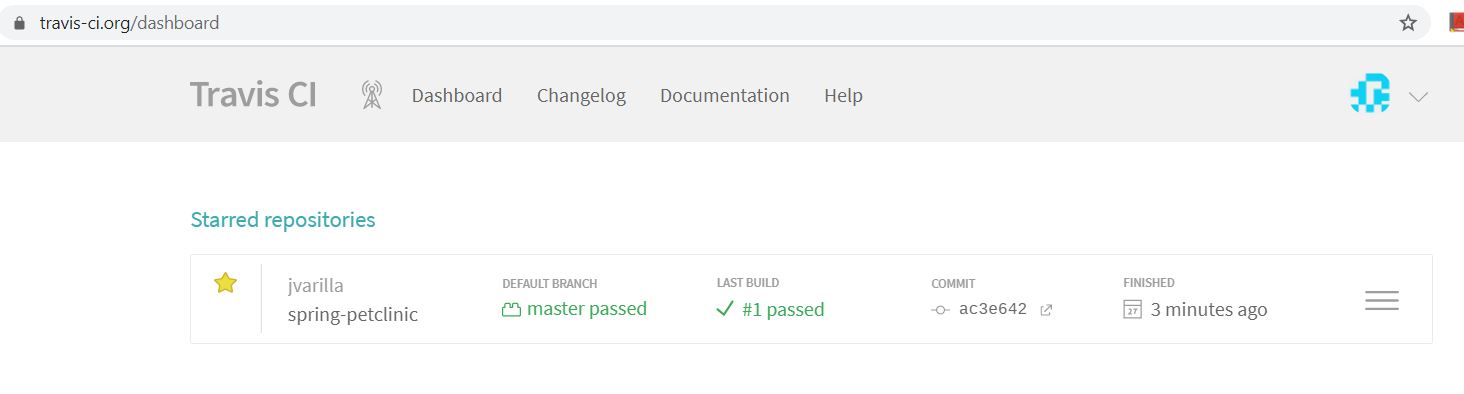 travis-ci.org/dashboard
Travis CI Dashboard Changelog Documentation Help
Starred repositories
jvarilla DEFAULT BRANCH LAST BUILD COMMIT FINISHED
spring-petclinic master passed #1 passed ac3e642 27 3 minutes ago